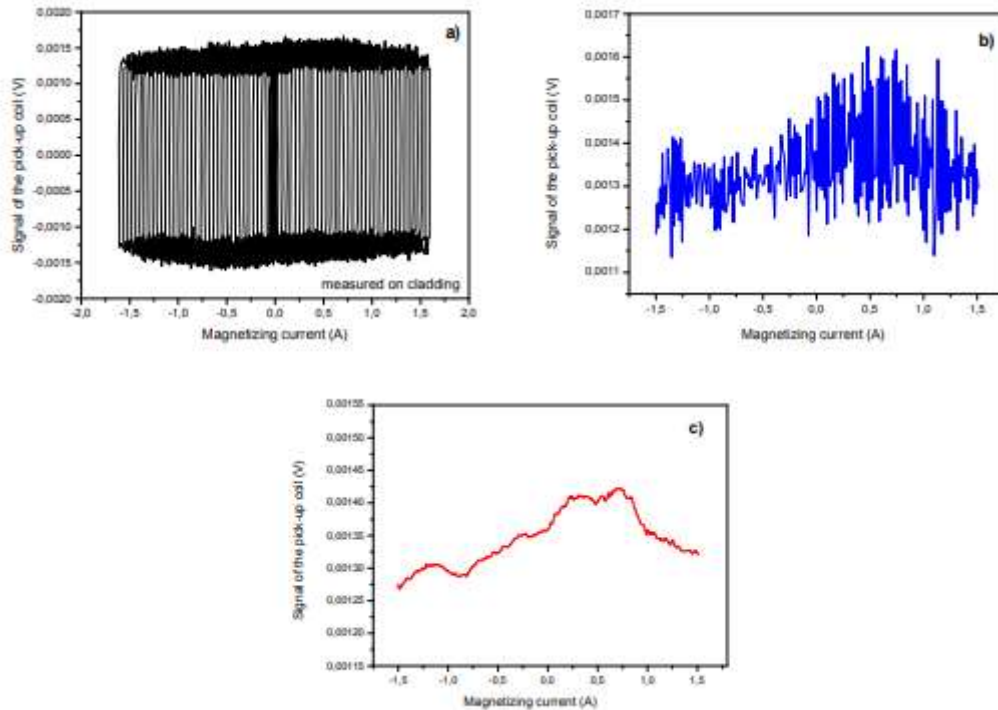 a)
Signal of the pick-up coil (V)
0,0020
0,0015
0,0010
0,0005
0,0000
-0,0005
-0,0010
-0,0015
-0,0020
measured on cladding
-2,0 -1,5 -1,0 -0,5 0,0 0,5 1,0 1,5 2,0
Magnetizing current (A)
b)
Signal of the pick-up coil (V)
0,0017
0,0016
0,0015
0,0014
0,0013
0,0012
0,0011
-1,5 -1,0 -0,5 0,0 0,5 1,0 1,5
Magnetizing current (A)
c)
Signal of the pick-up coil (V)
0,00155
0,00150
0,00145
0,00140
0,00135
0,00130
0,00125
0,00120
0,00115
-1,5 -1,0 -0,5 0,0 0,5 1,0 1,5
Magnetizing current (A)